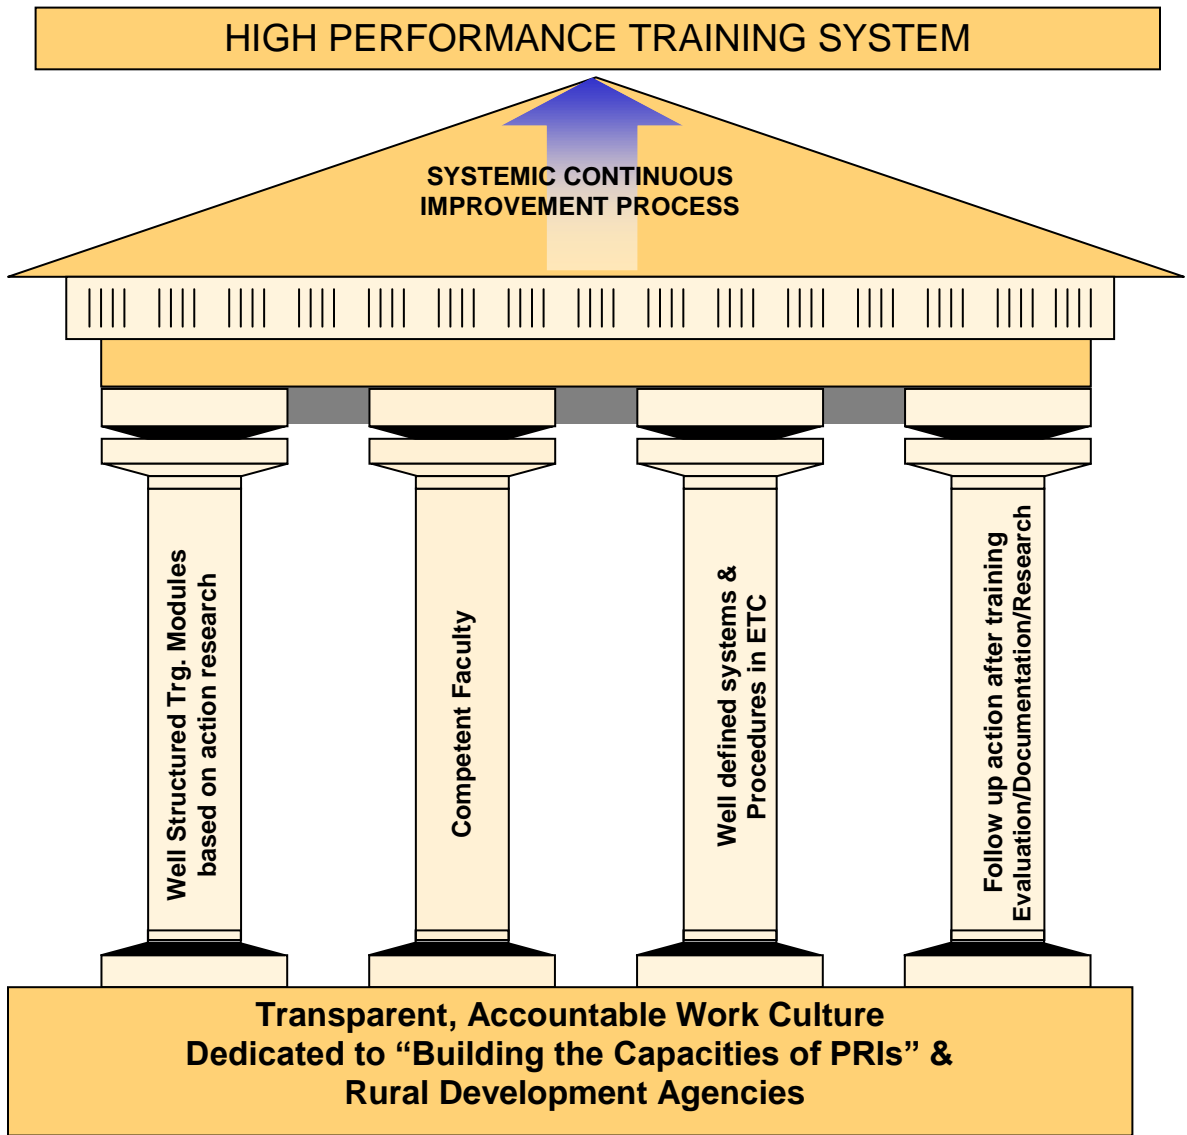 HIGH PERFORMANCE TRAINING SYSTEM
SYSTEMIC CONTINUOUS
IMPROVEMENT PROCESS
Well Structured Trg. Modules
based on action research
Competent Faculty
Well defined systems &
Procedures in ETC
Follow up action after training
Evaluation/Documentation/Research
Transparent, Accountable Work Culture
Dedicated to “Building the Capacities of PRIs” &
Rural Development Agencies